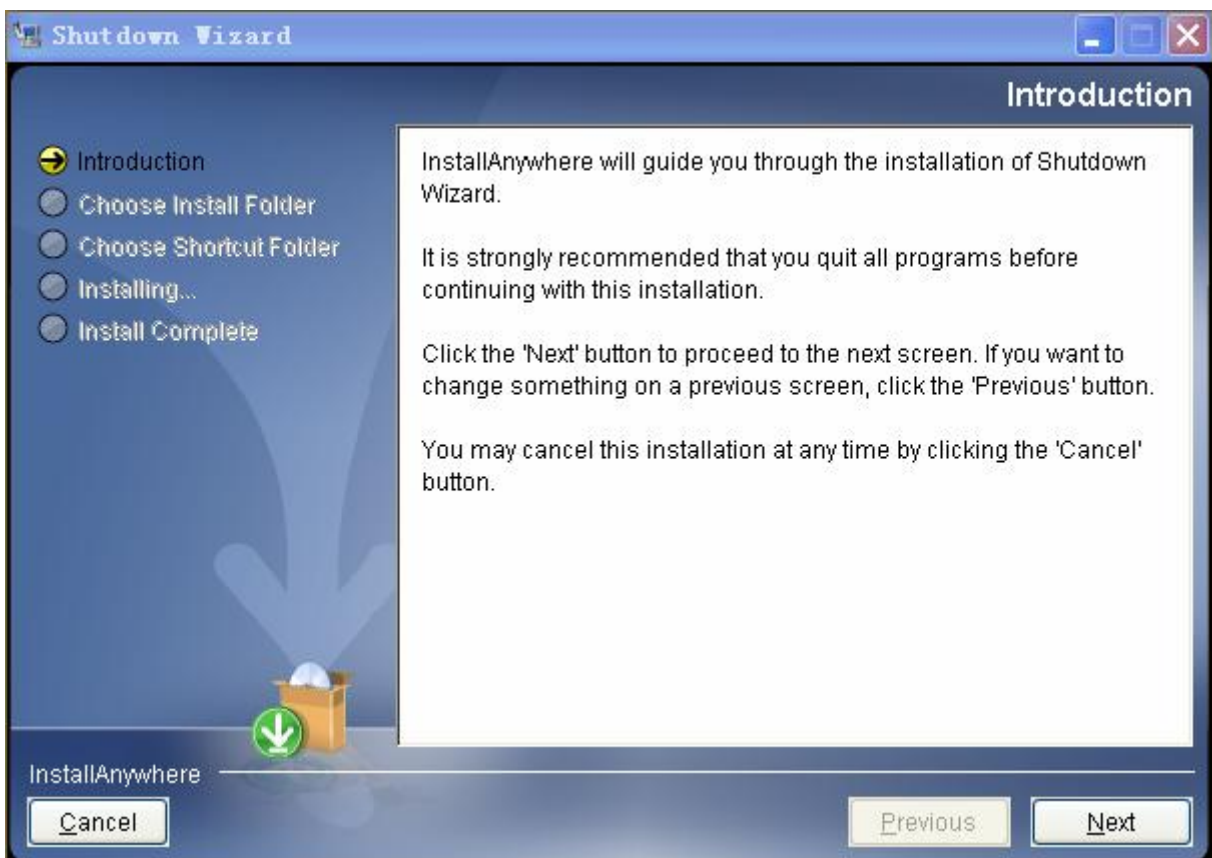 Shutdown Wizard
Introduction
Introduction
Choose Install Folder
Choose Shortcut Folder
Installing...
Install Complete
InstallAnywhere will guide you through the installation of Shutdown
Wizard.
It is strongly recommended that you quit all programs before
continuing with this installation.
Click the 'Next' button to proceed to the next screen. If you want to
change something on a previous screen, click the 'Previous' button.
You may cancel this installation at any time by clicking the 'Cancel'
button.
InstallAnywhere
Cancel
Previous
Next